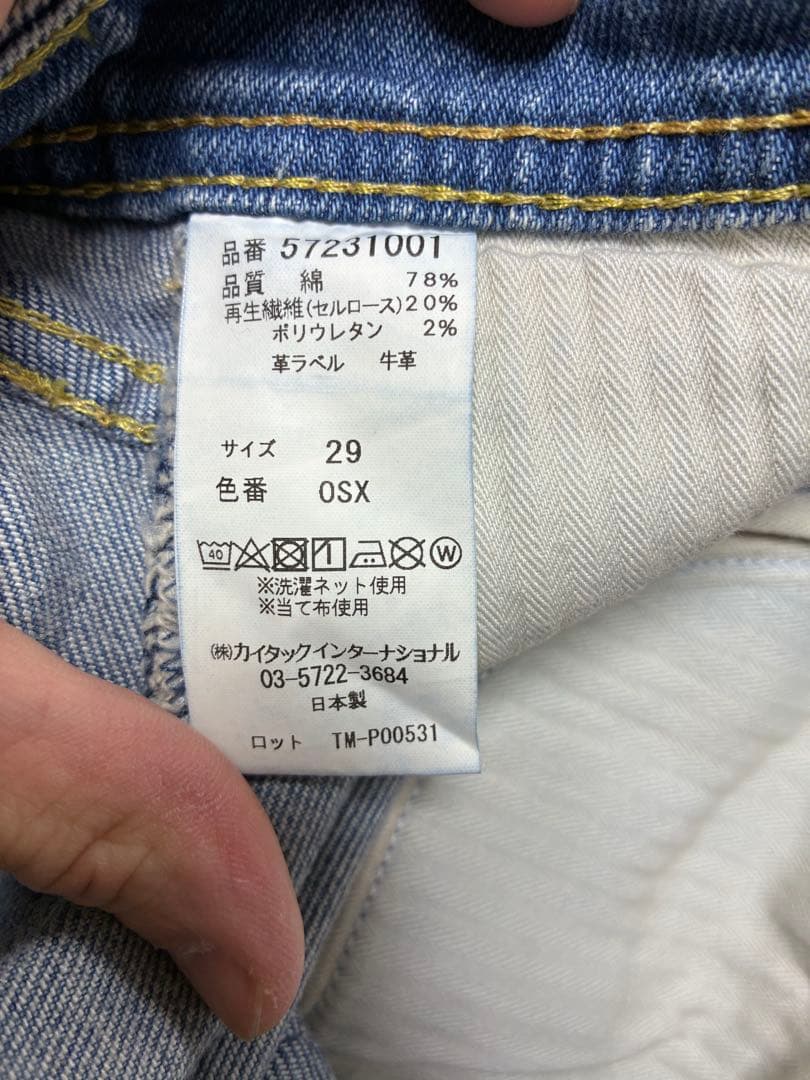 品番 57231001
品質 綿 78%
再生繊維(セルロース)20%
ポリウレタン 2%
革ラベル 牛革
サイズ 29
色番 OSX
40 W
※洗濯ネット使用
※当て布使用
㈱カイタックインターナショナル
03-5722-3684
日本製
ロット TM-P00531